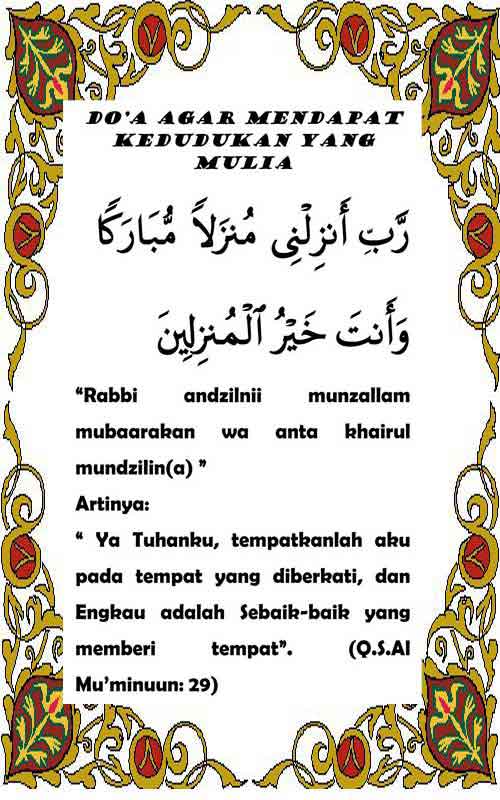 DO'A AGAR MENDAPAT
KEDUDUKAN YANG
MULIA
رَّبِّ أَنزِلْنِى مُنزَلاً مُّبَارَكًا
وَأَنتَ خَيْرُ ٱلْمُنزِلِينَ
“Rabbi andzilnii munzallam
mubaarakan wa anta khairul
mundzilin(a) ”
Artinya:
“ Ya Tuhanku, tempatkanlah aku
pada tempat yang diberkati, dan
Engkau adalah Sebaik-baik yang
memberi tempat”. (Q.S.Al
Mu’minuun: 29)